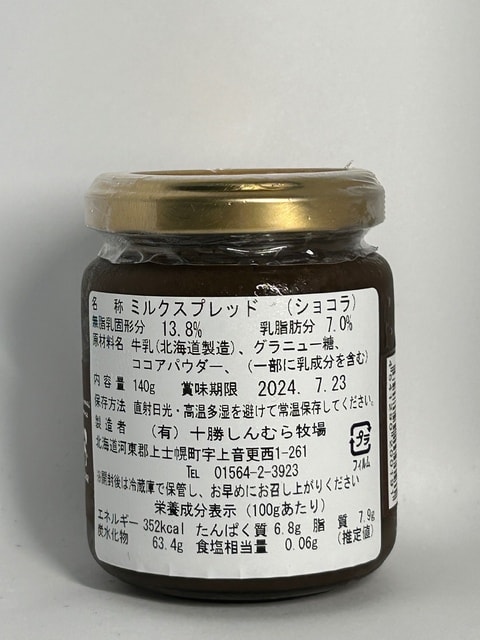 名 称 ミルクスプレッド （ショコラ）
無脂乳固形分 13.8% 乳脂肪分 7.0%
原材料名 牛乳(北海道製造)、グラニュー糖、
ココアパウダー、（一部に乳成分を含む）
内 容 量 140g 賞味期限 2024. 7.23
保存方法 直射日光・高温多湿を避けて常温保存してください。
製 造 者 （有）十勝しんむら牧場
北海道河東郡上士幌町字上音更西1-261
TEL 01564-2-3923
プラ
フィルム
※開封後は冷蔵庫で保管し、お早めにお召し上がりください
栄養成分表示（100gあたり）
エネルギー 352kcal たんぱく質 6.8g 脂 質 7.9g
炭水化物 63.4g 食塩相当量 0.06g (推定値)